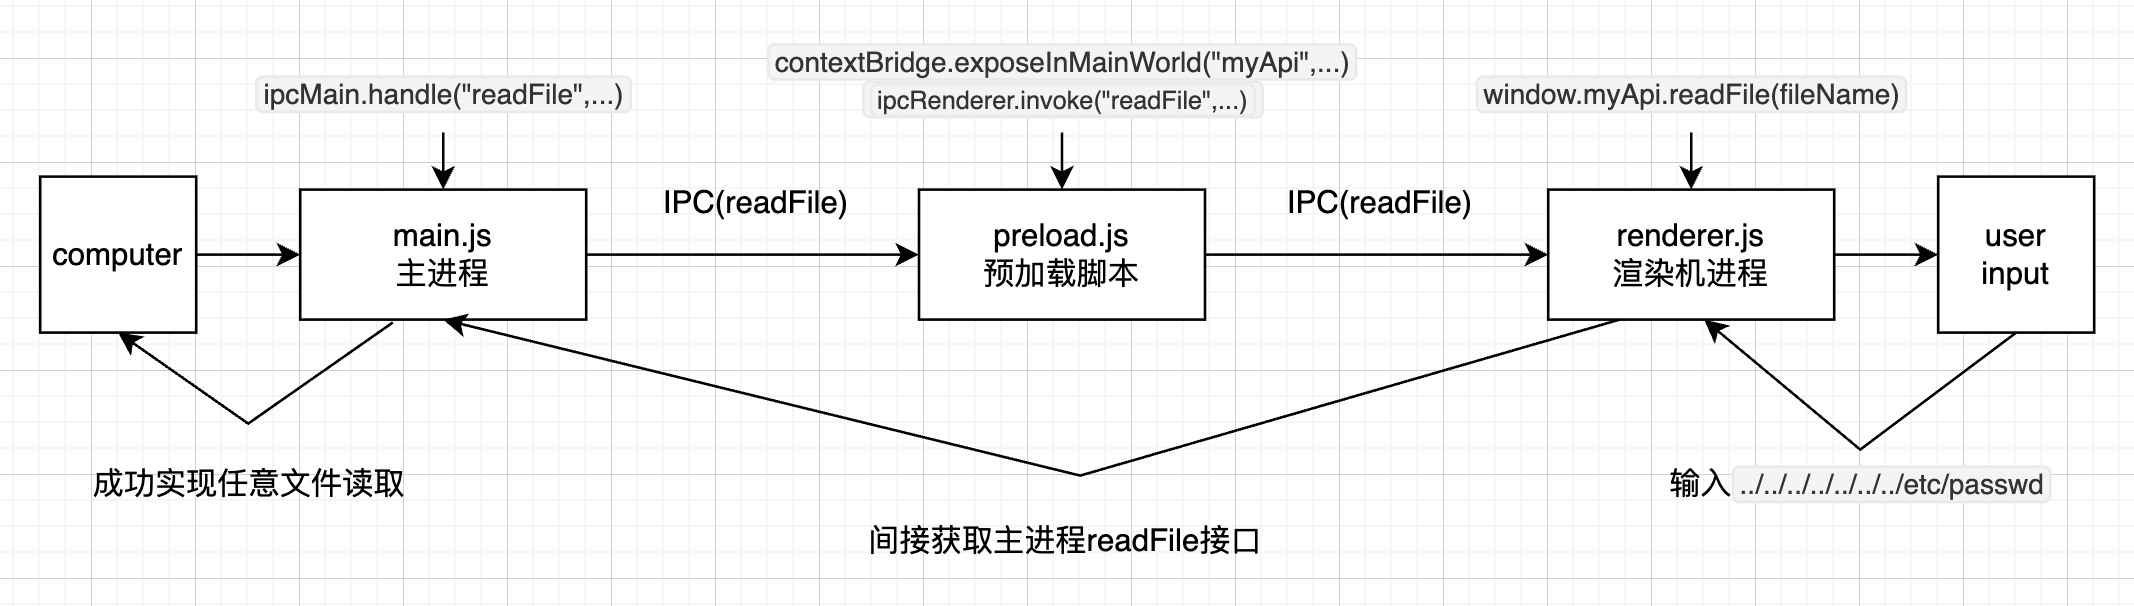 contextBridge.exposeInMainWorld("myApi",...)
ipcMain.handle("readFile",...)
ipcRenderer.invoke("readFile",...)
window.myApi.readFile(fileName)
computer
main.js
主进程
IPC(readFile)
preload.js
预加载脚本
IPC(readFile)
renderer.js
渲染机进程
user
input
成功实现任意文件读取
间接获取主进程readFile接口
输入 ../../../../../../../etc/passwd